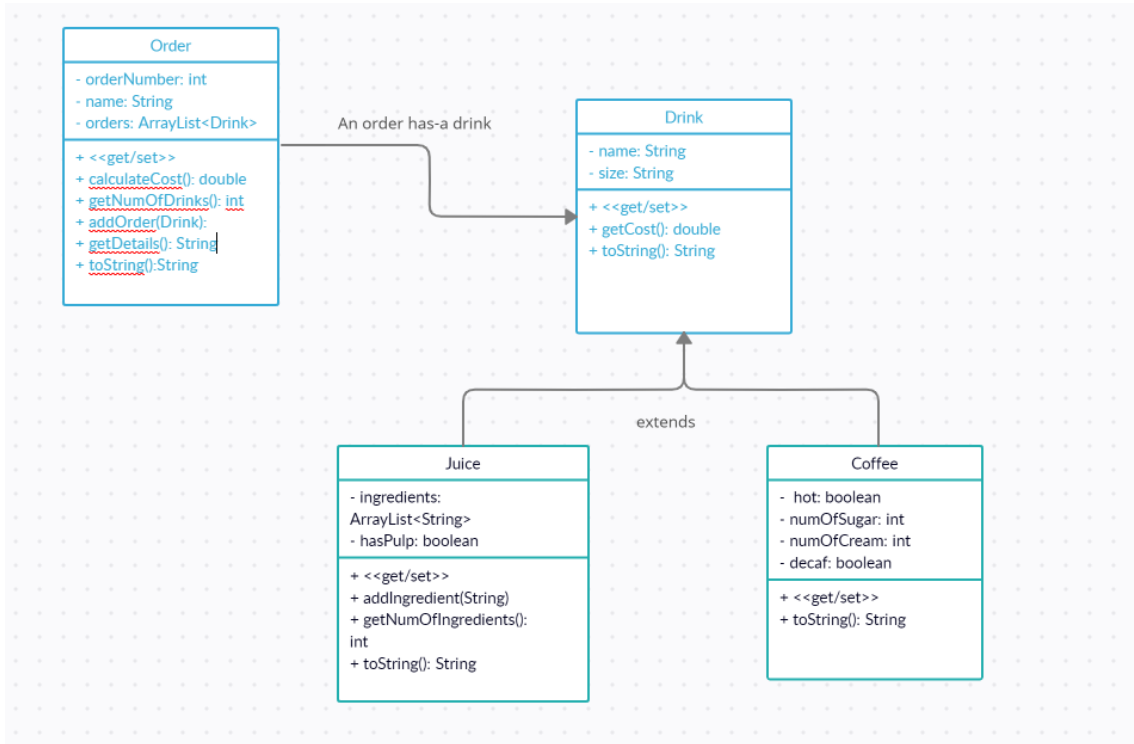 Order
- orderNumber: int
- name: String
- orders: ArrayList<Drink>
+ <<get/set>>
+ calculateCost(): double
+ getNumOfDrinks(): int
+ addOrder(Drink):
+ getDetails(): String
+ toString():String
An order has-a drink
Drink
- name: String
- size: String
+ <<get/set>>
+ getCost(): double
+ toString(): String
extends
Juice
- ingredients:
ArrayList<String>
- hasPulp: boolean
+ <<get/set>>
+ addIngredient(String)
+ getNumOfIngredients():
int
+ toString(): String
Coffee
- hot: boolean
- numOfSugar: int
- numOfCream: int
- decaf: boolean
+ <<get/set>>
+ toString(): String